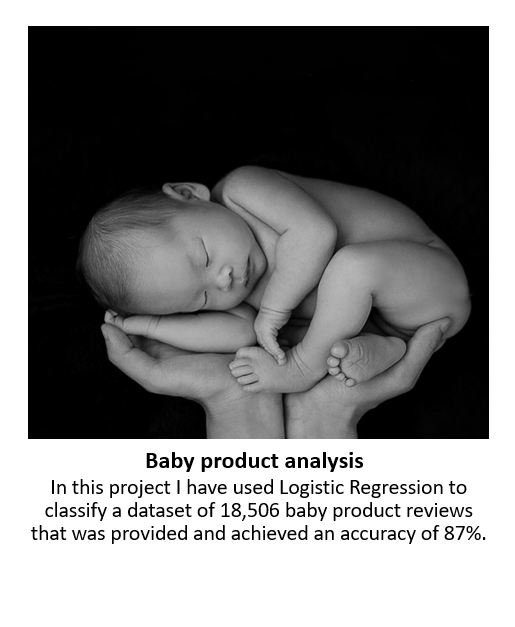 Baby product analysis
In this project I have used Logistic Regression to
classify a dataset of 18,506 baby product reviews
that was provided and achieved an accuracy of 87%.